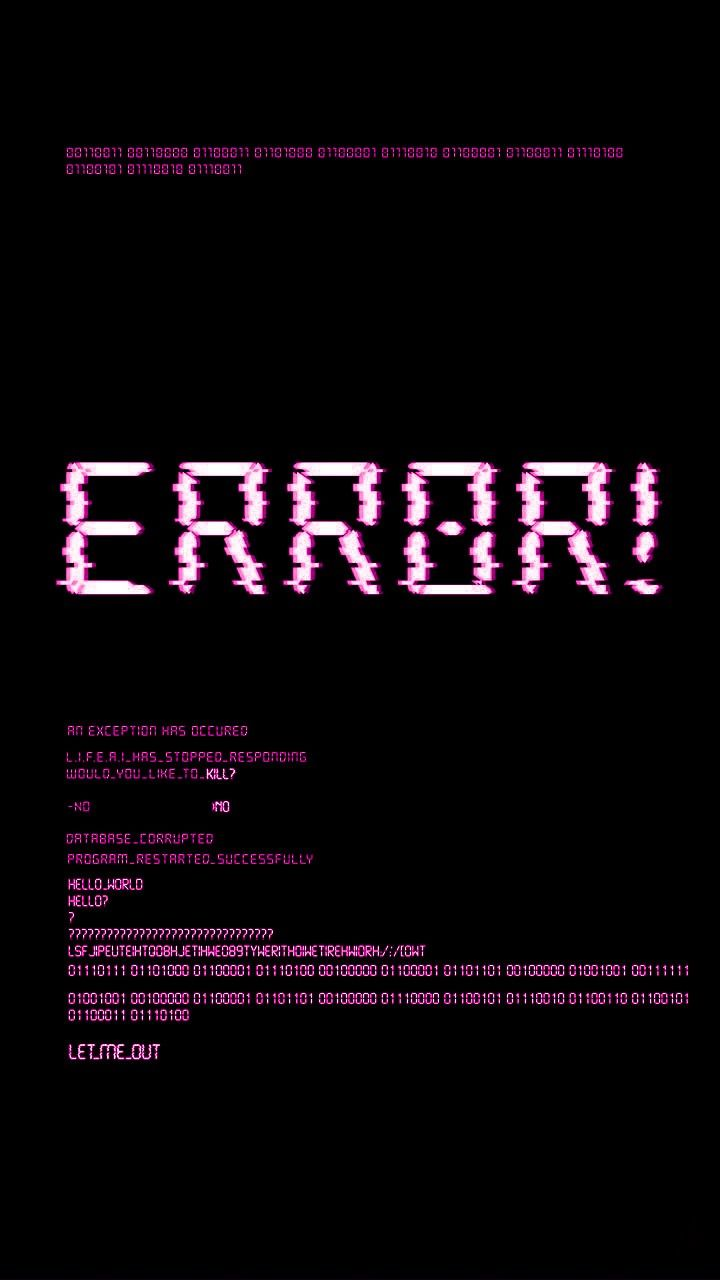 00110011 00110000 01100011 01101000 01100001 01110010 01100001 01100011 01110100
01100101 01110010 01110011
ERROR!
AN EXCEPTION HAS OCCURED
L.I.F.E.A.I_HAS_STOPPED_RESPONDING
WOULD_YOU_LIKE_TO_KILL?
-NO >NO
DATABASE_CORRUPTED
PROGRAM_RESTARTED_SUCCESSFULLY
HELLO_WORLD
HELLO?
?
01110111 01101000 01100001 01110100 00100000 01100001 01101101 00100000 01001001 00111111
01001001 00100000 01100001 01101101 00100000 01110000 01100101 01110010 01100110 01100101
01100011 01110100
LET_ME_OUT